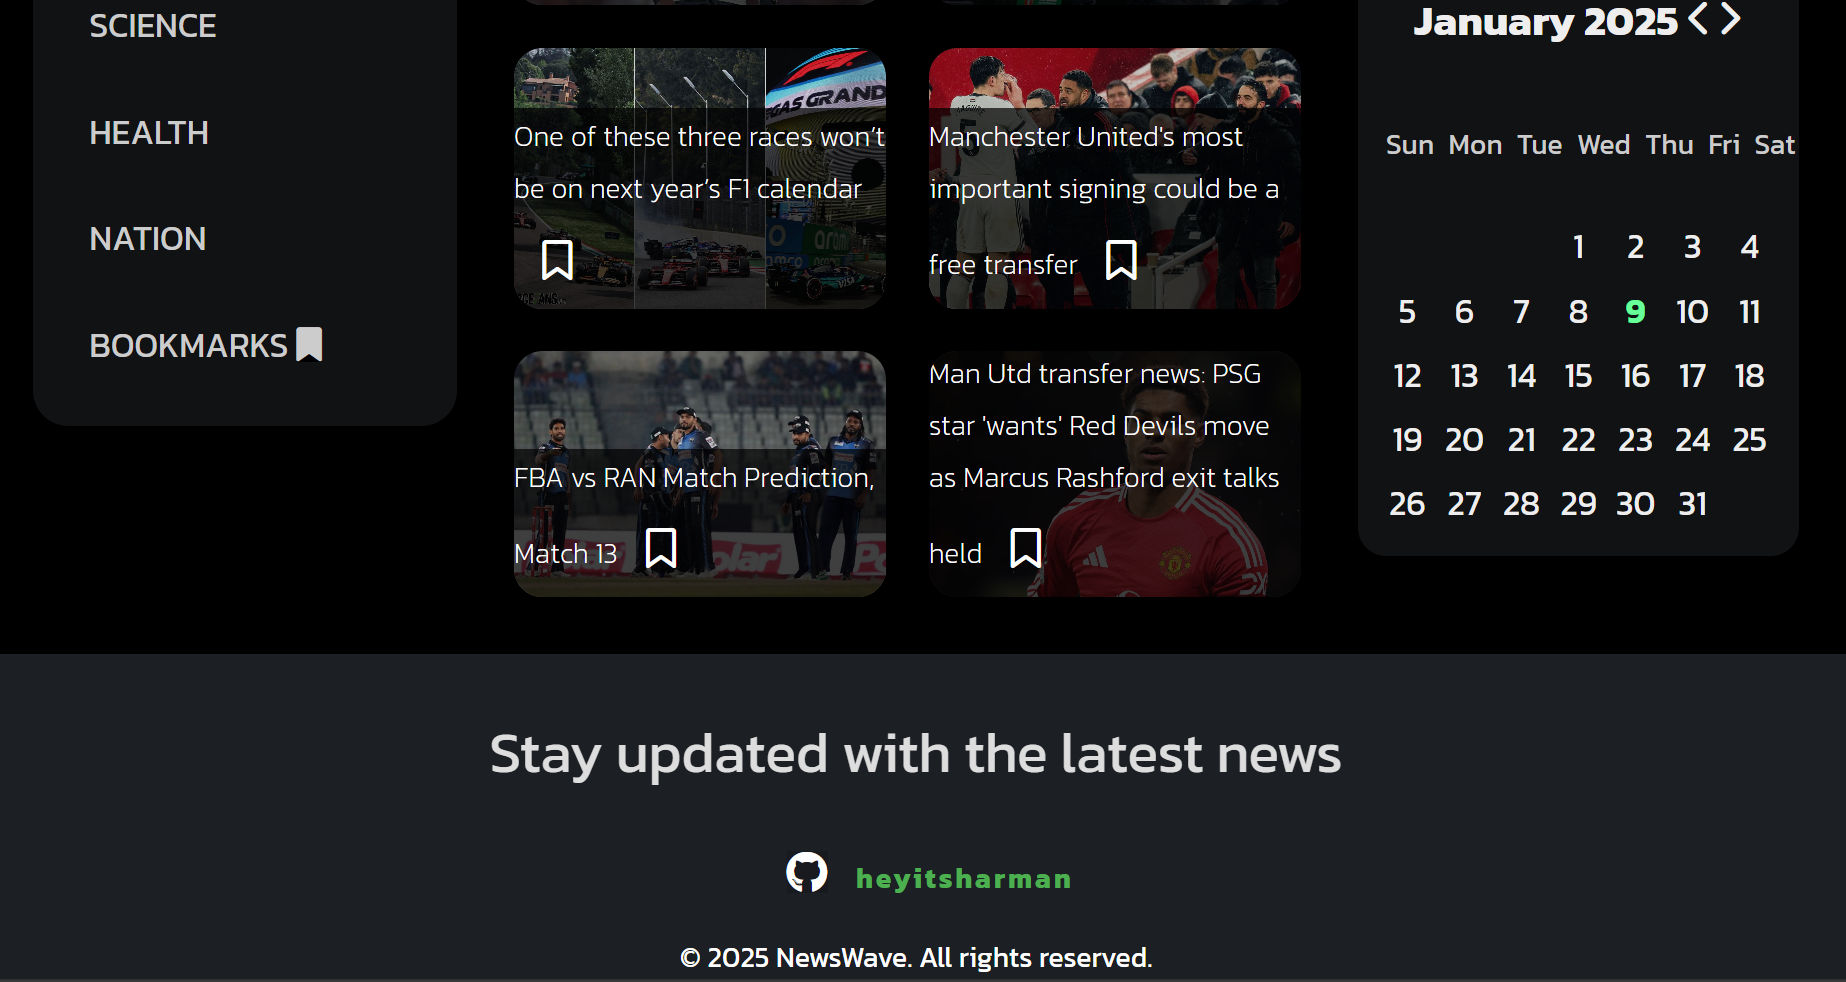 SCIENCE
HEALTH
NATION
BOOKMARKS
GAS GRAND
One of these three races won’t
be on next year’s F1 calendar
Manchester United's most
important signing could be a
free transfer
FBA vs RAN Match Prediction,
Match 13
Man Utd transfer news: PSG
star 'wants' Red Devils move
as Marcus Rashford exit talks
held
January 2025
Sun Mon Tue Wed Thu Fri Sat
1 2 3 4
5 6 7 8 9 10 11
12 13 14 15 16 17 18
19 20 21 22 23 24 25
26 27 28 29 30 31
Stay updated with the latest news
heyitsharman
© 2025 NewsWave. All rights reserved.